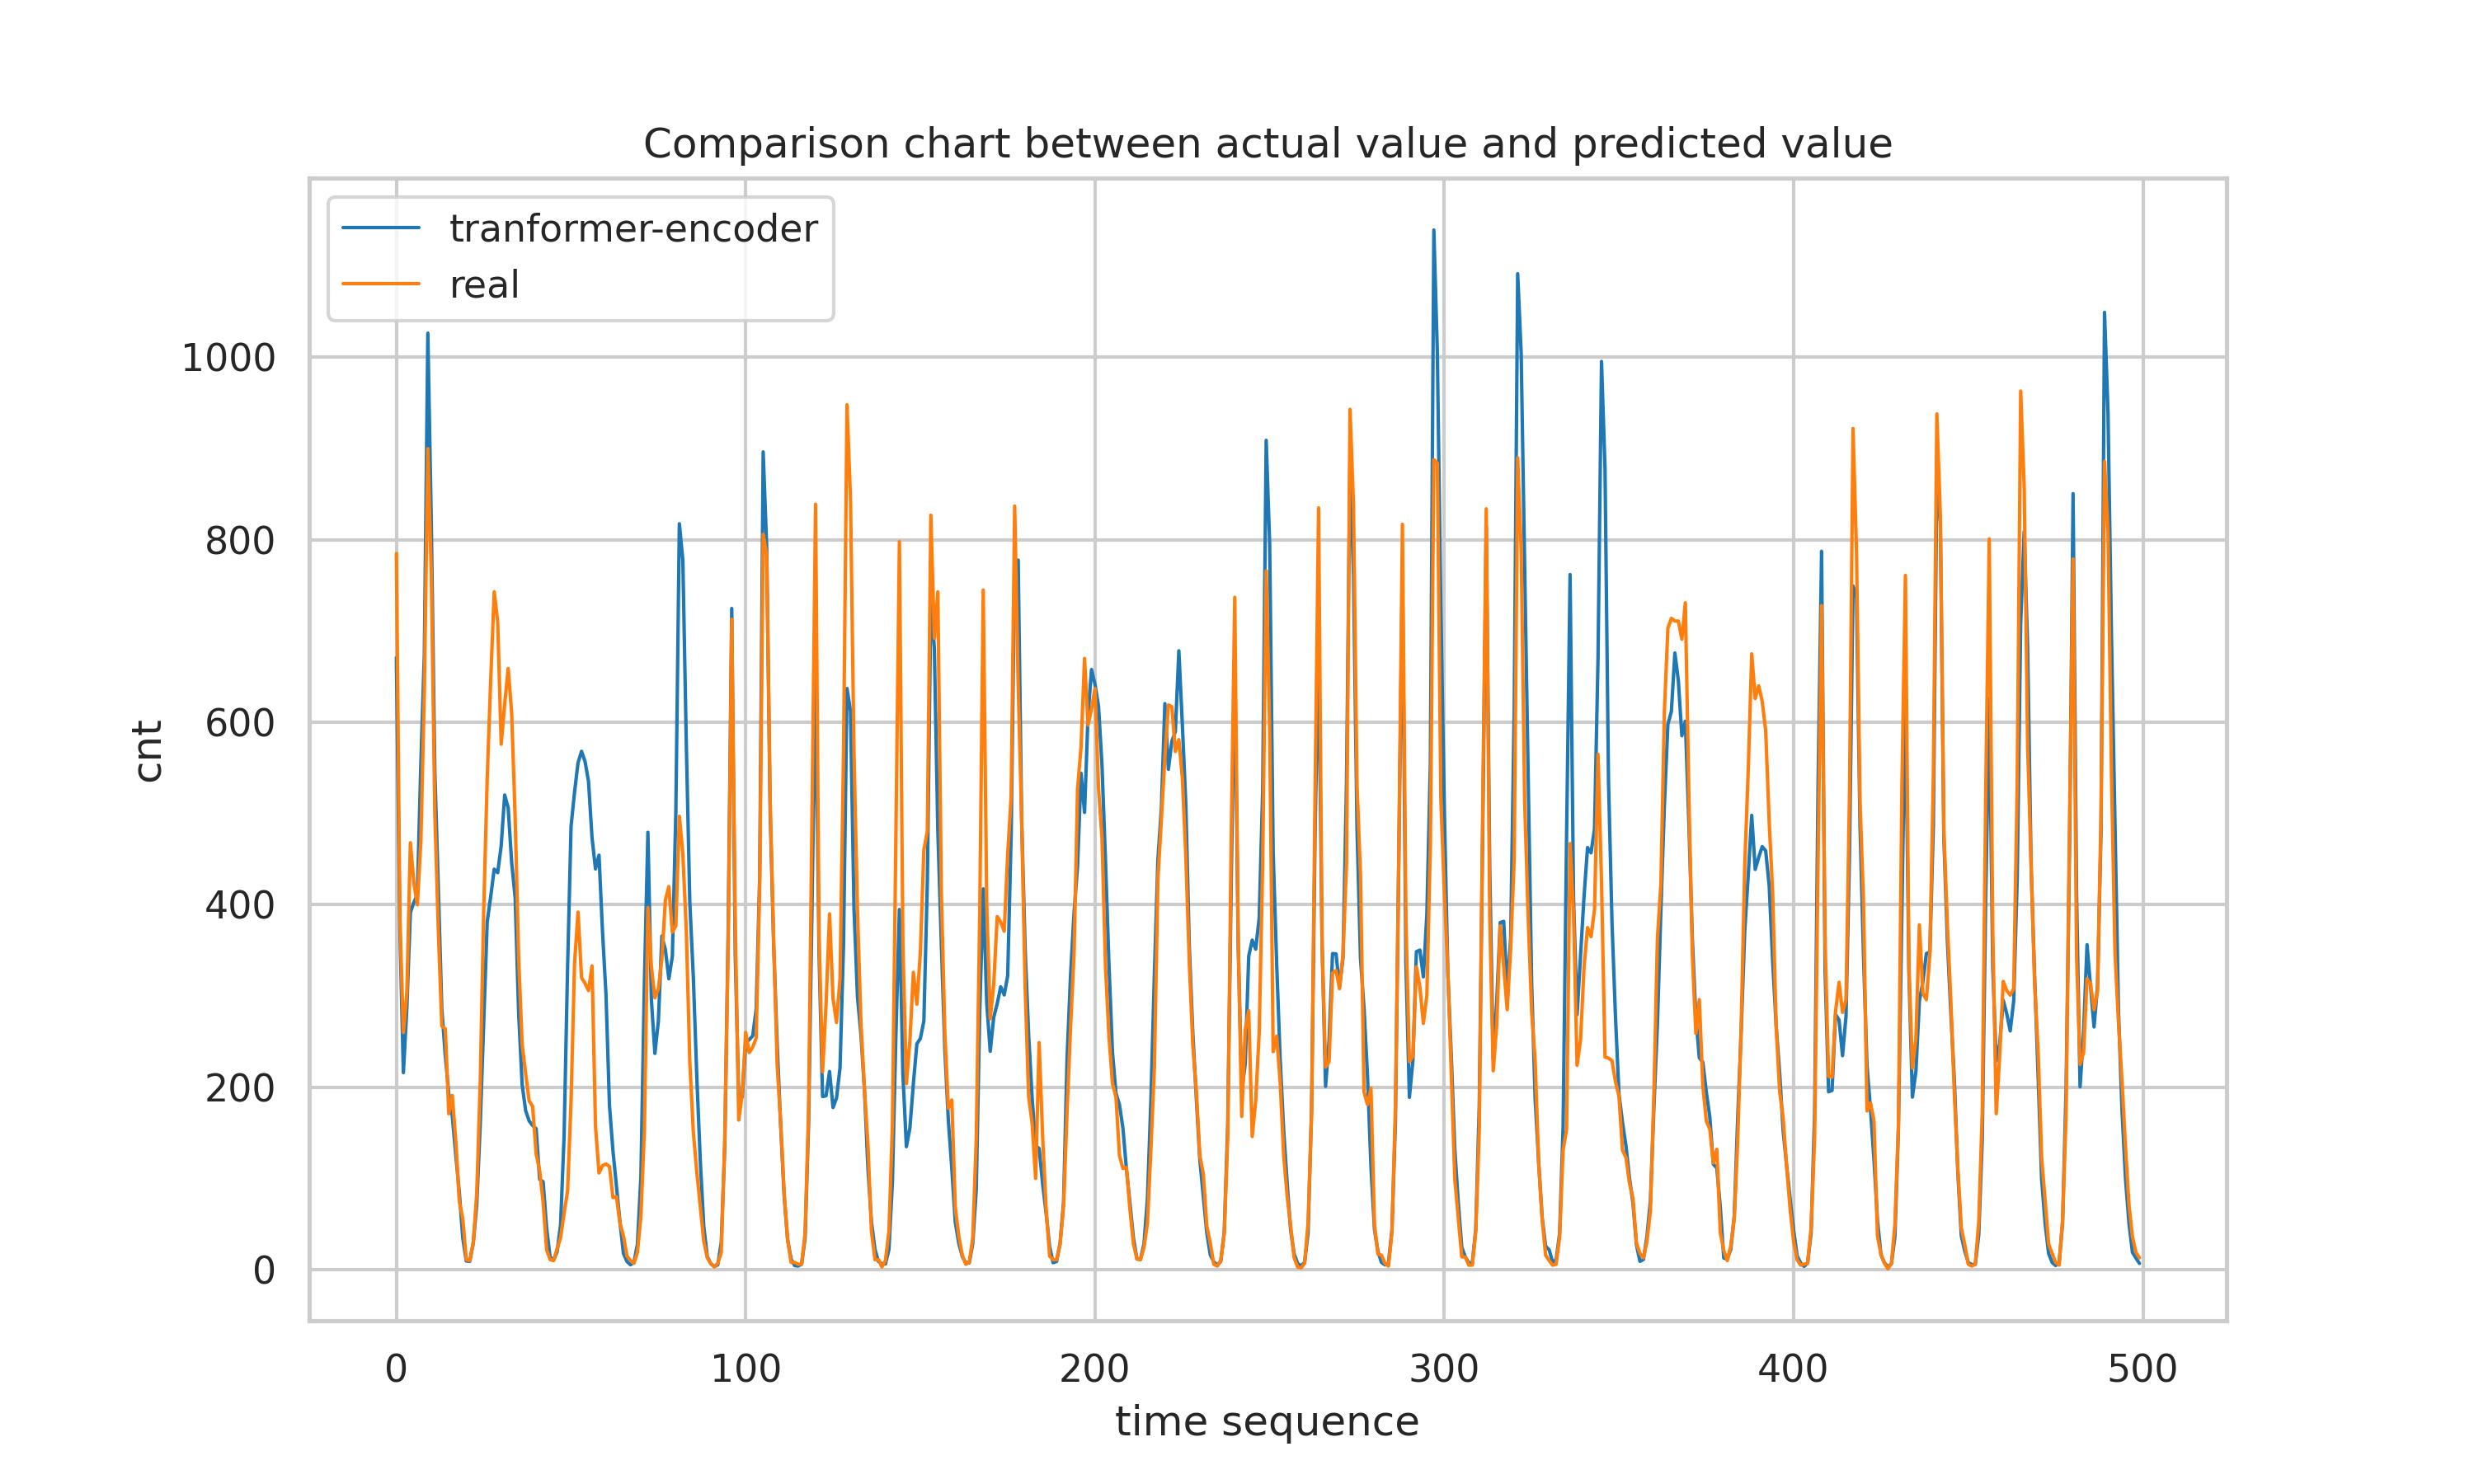 Comparison chart between actual value and predicted value
tranformer-encoder
real
1000
800
600
400
200
0
cnt
0 100 200 300 400 500
time sequence